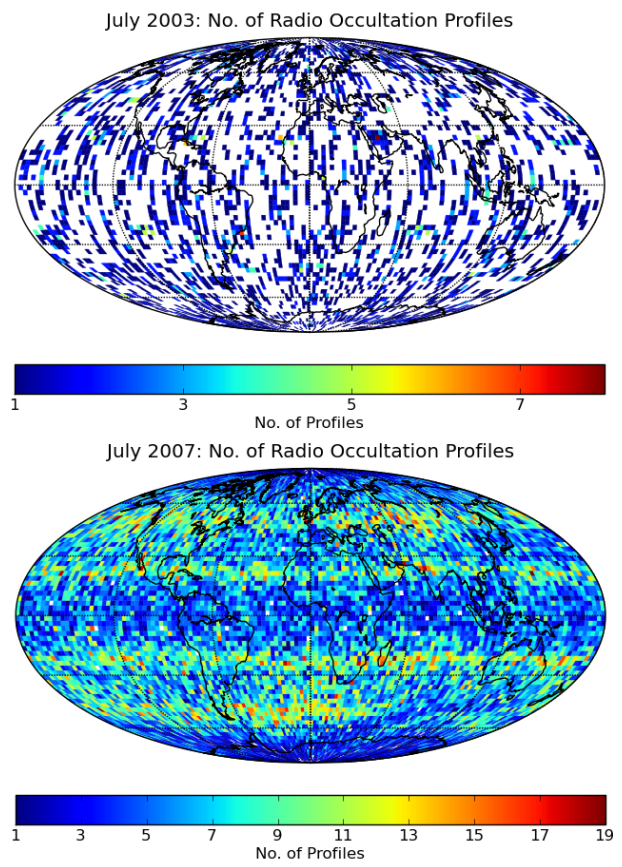 July 2003: No. of Radio Occultation Profiles
1 3 5 7
No. of Profiles
July 2007: No. of Radio Occultation Profiles
1 3 5 7 9 11 13 15 17 19
No. of Profiles